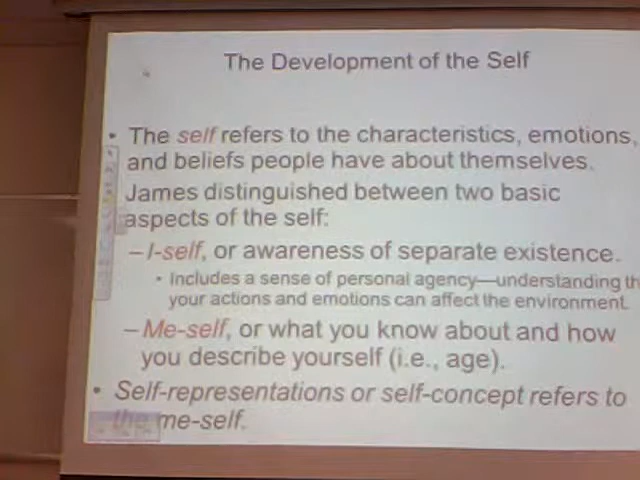 The Development of the Self
• The self refers to the characteristics, emotions,
and beliefs people have about themselves.
James distinguished between two basic
aspects of the self:
– I-self, or awareness of separate existence.
• Includes a sense of personal agency—understanding th
your actions and emotions can affect the environment.
– Me-self, or what you know about and how
you describe yourself (i.e., age).
• Self-representations or self-concept refers to
the me-self.